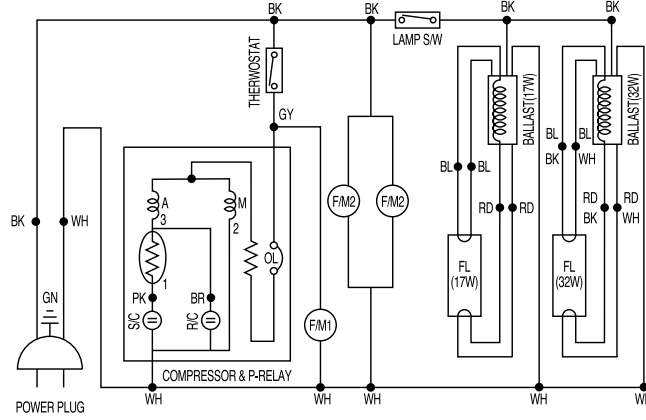 BK
BK
BK
BK
LAMP S/W
THERWOSTAT
GY
BALLAST(17W)
BALLAST(32W)
BL
BL
BL
BL
BK
WH
RD
RD
RD
RD
BK
WH
A
3
M
2
OL
1
PK
BR
S/C
R/C
F/M2
F/M2
F/M1
FL
(17W)
FL
(32W)
BK
WH
GN
POWER PLUG
COMPRESSOR & P-RELAY
WH
WH
WH
WH
WH